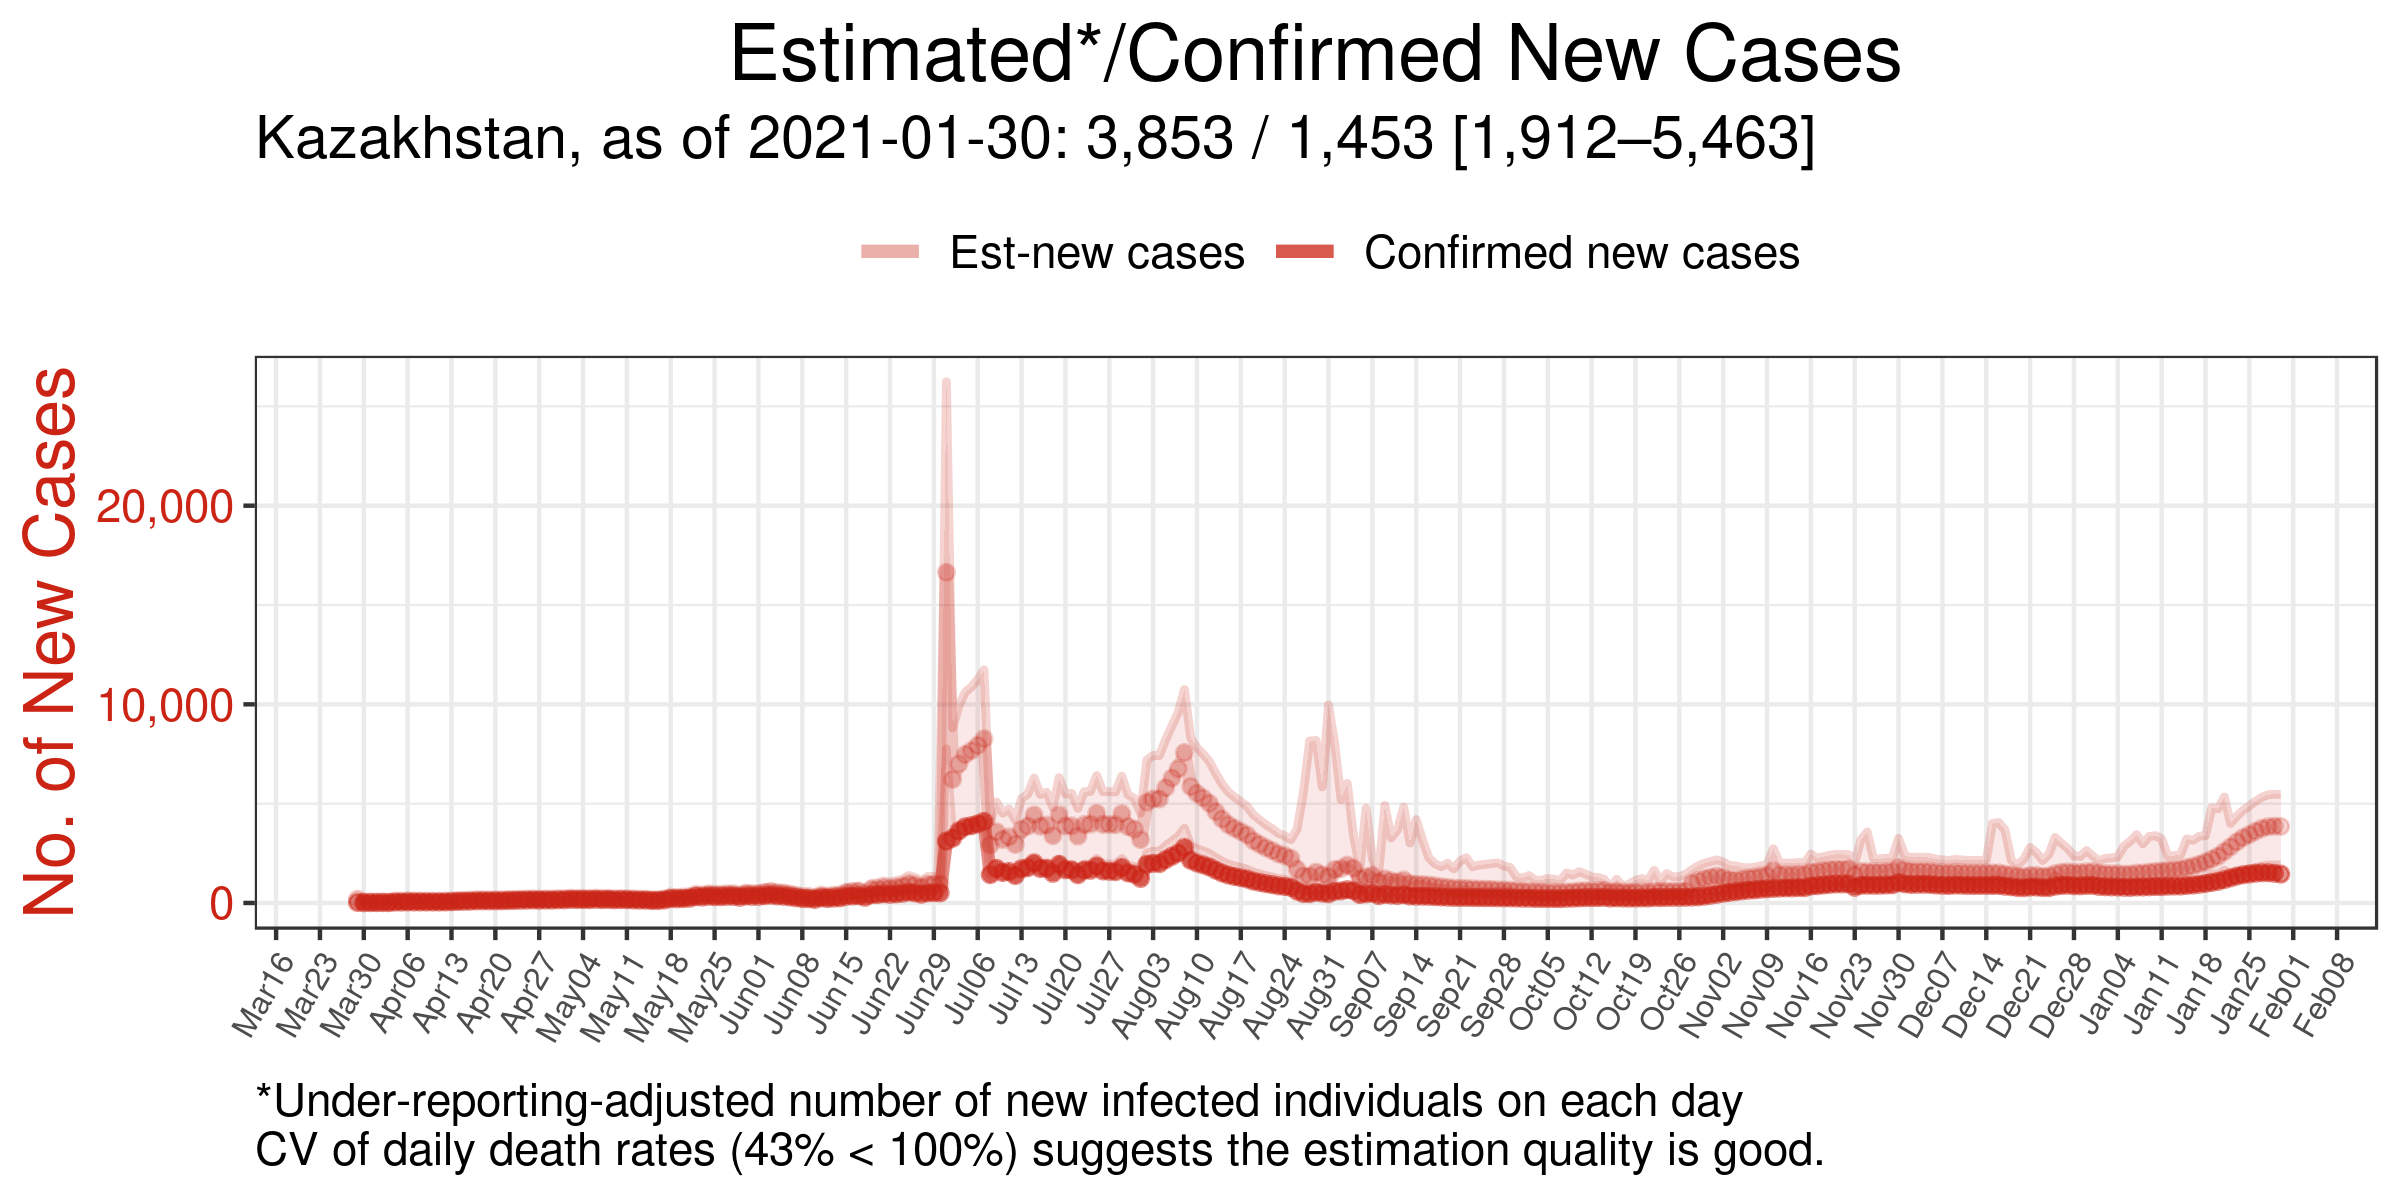 Estimated*/Confirmed New Cases
Kazakhstan, as of 2021-01-30: 3,853 / 1,453 [1,912–5,463]
Est-new cases Confirmed new cases
No. of New Cases
20,000
10,000
0
Mar16 Mar23 Mar30 Apr06 Apr13 Apr20 Apr27 May04 May11 May18 May25 Jun01 Jun08 Jun15 Jun22 Jun29 Jul06 Jul13 Jul20 Jul27 Aug03 Aug10 Aug17 Aug24 Aug31 Sep07 Sep14 Sep21 Sep28 Oct05 Oct12 Oct19 Oct26 Nov02 Nov09 Nov16 Nov23 Nov30 Dec07 Dec14 Dec21 Dec28 Jan04 Jan11 Jan18 Jan25 Feb01 Feb08
*Under-reporting-adjusted number of new infected individuals on each day
CV of daily death rates (43% < 100%) suggests the estimation quality is good.